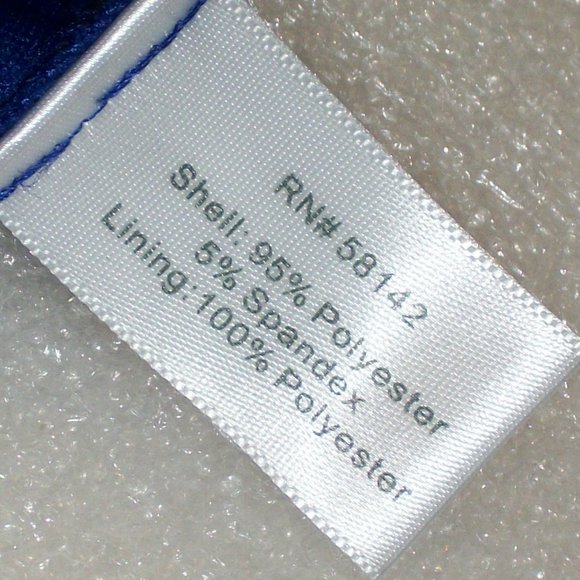 RN# 58142
Shell: 95% Polyester
5% Spandex
Lining: 100% Polyester